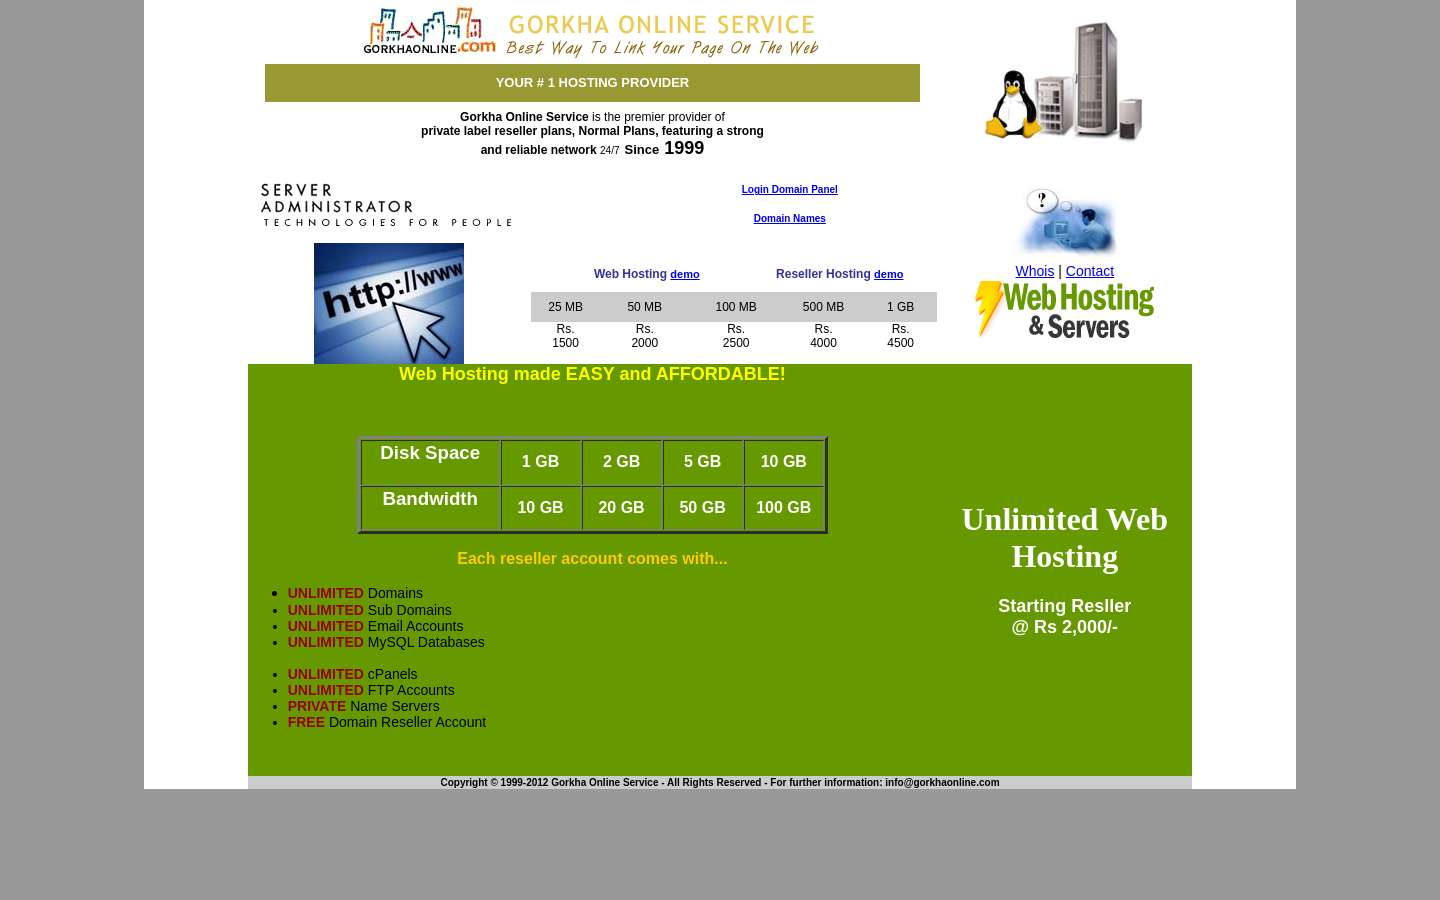 GORKHAONLINE.com
GORKHA ONLINE SERVICE
Best Way To Link Your Page On The Web
YOUR # 1 HOSTING PROVIDER
Gorkha Online Service is the premier provider of
private label reseller plans, Normal Plans, featuring a strong
and reliable network 24/7 Since 1999
SERVER
ADMINISTRATOR
TECHNOLOGIES FOR PEOPLE
http://www
Login Domain Panel
Domain Names
Web Hosting demo Reseller Hosting demo
25 MB 50 MB 100 MB 500 MB 1 GB
Rs. Rs. Rs. Rs. Rs.
1500 2000 2500 4000 4500
?
Whois | Contact
Web Hosting
& Servers
Web Hosting made EASY and AFFORDABLE!
Disk Space 1 GB 2 GB 5 GB 10 GB
Bandwidth 10 GB 20 GB 50 GB 100 GB
Each reseller account comes with...
UNLIMITED Domains
UNLIMITED Sub Domains
UNLIMITED Email Accounts
UNLIMITED MySQL Databases
UNLIMITED cPanels
UNLIMITED FTP Accounts
PRIVATE Name Servers
FREE Domain Reseller Account
Unlimited Web
Hosting
Starting Resller
@ Rs 2,000/-
Copyright © 1999-2012 Gorkha Online Service - All Rights Reserved - For further information: info@gorkhaonline.com